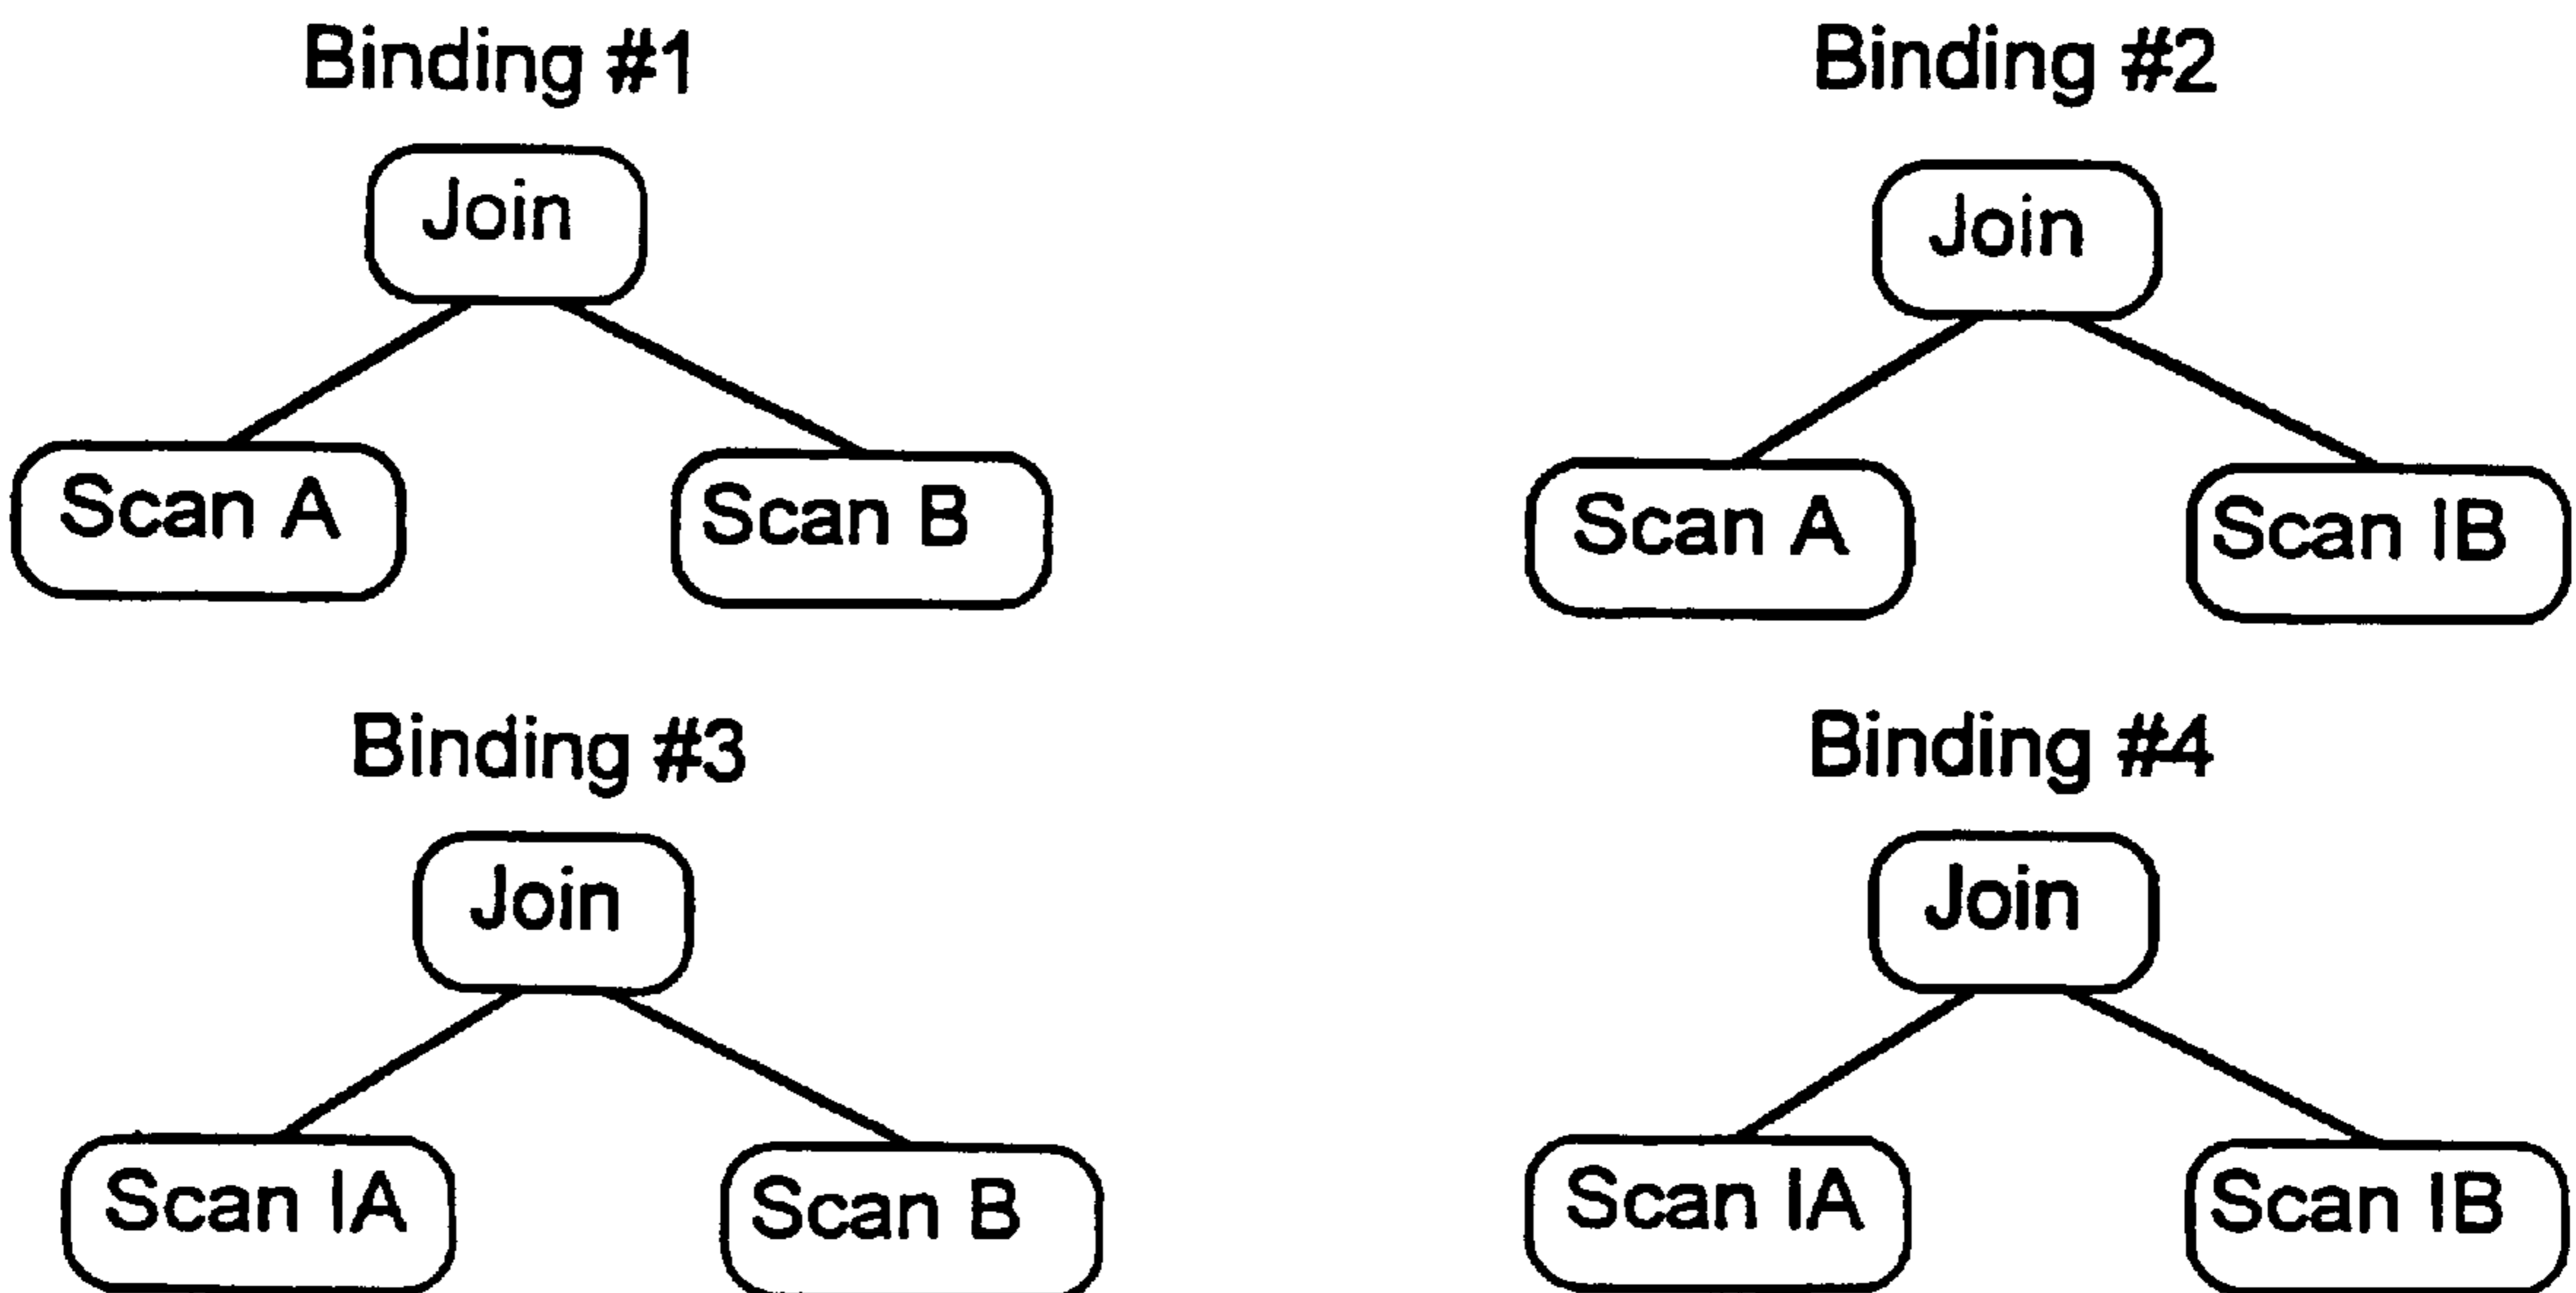 Binding #1
Binding #2
Join
Join
Scan A
Scan B
Scan A
Scan IB
Binding #3
Binding #4
Join
Join
Scan IA
Scan B
Scan IA
Scan IB